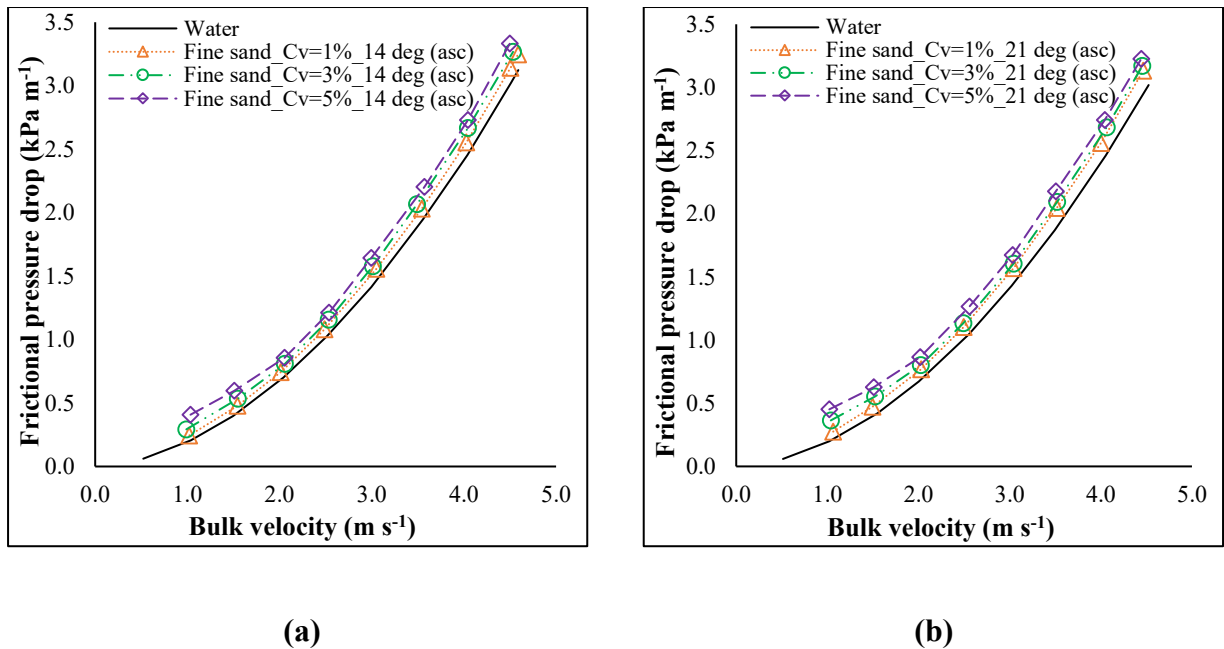 Frictional pressure drop (kPa m-1)
3.5
3.0
2.5
2.0
1.5
1.0
0.5
0.0
Water
Fine sand_Cv=1%_14 deg (asc)
Fine sand_Cv=3%_14 deg (asc)
Fine sand_Cv=5%_14 deg (asc)
0.0 1.0 2.0 3.0 4.0 5.0
Bulk velocity (m s-1)
(a)
Frictional pressure drop (kPa m-1)
3.5
3.0
2.5
2.0
1.5
1.0
0.5
0.0
Water
Fine sand_Cv=1%_21 deg (asc)
Fine sand_Cv=3%_21 deg (asc)
Fine sand_Cv=5%_21 deg (asc)
0.0 1.0 2.0 3.0 4.0 5.0
Bulk velocity (m s-1)
(b)